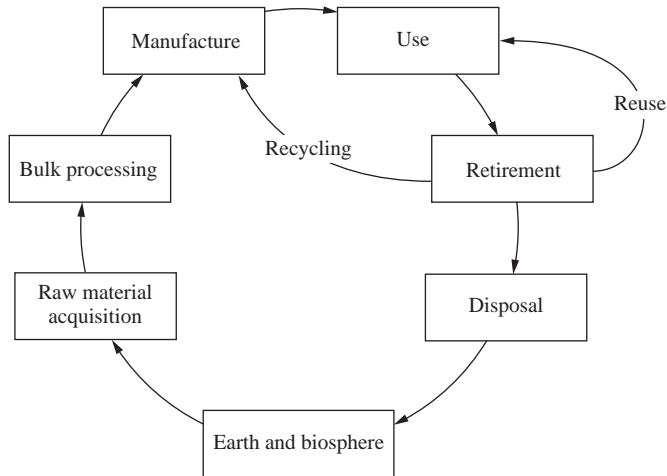 Manufacture
Use
Reuse
Recycling
Bulk processing
Retirement
Raw material
acquisition
Disposal
Earth and biosphere